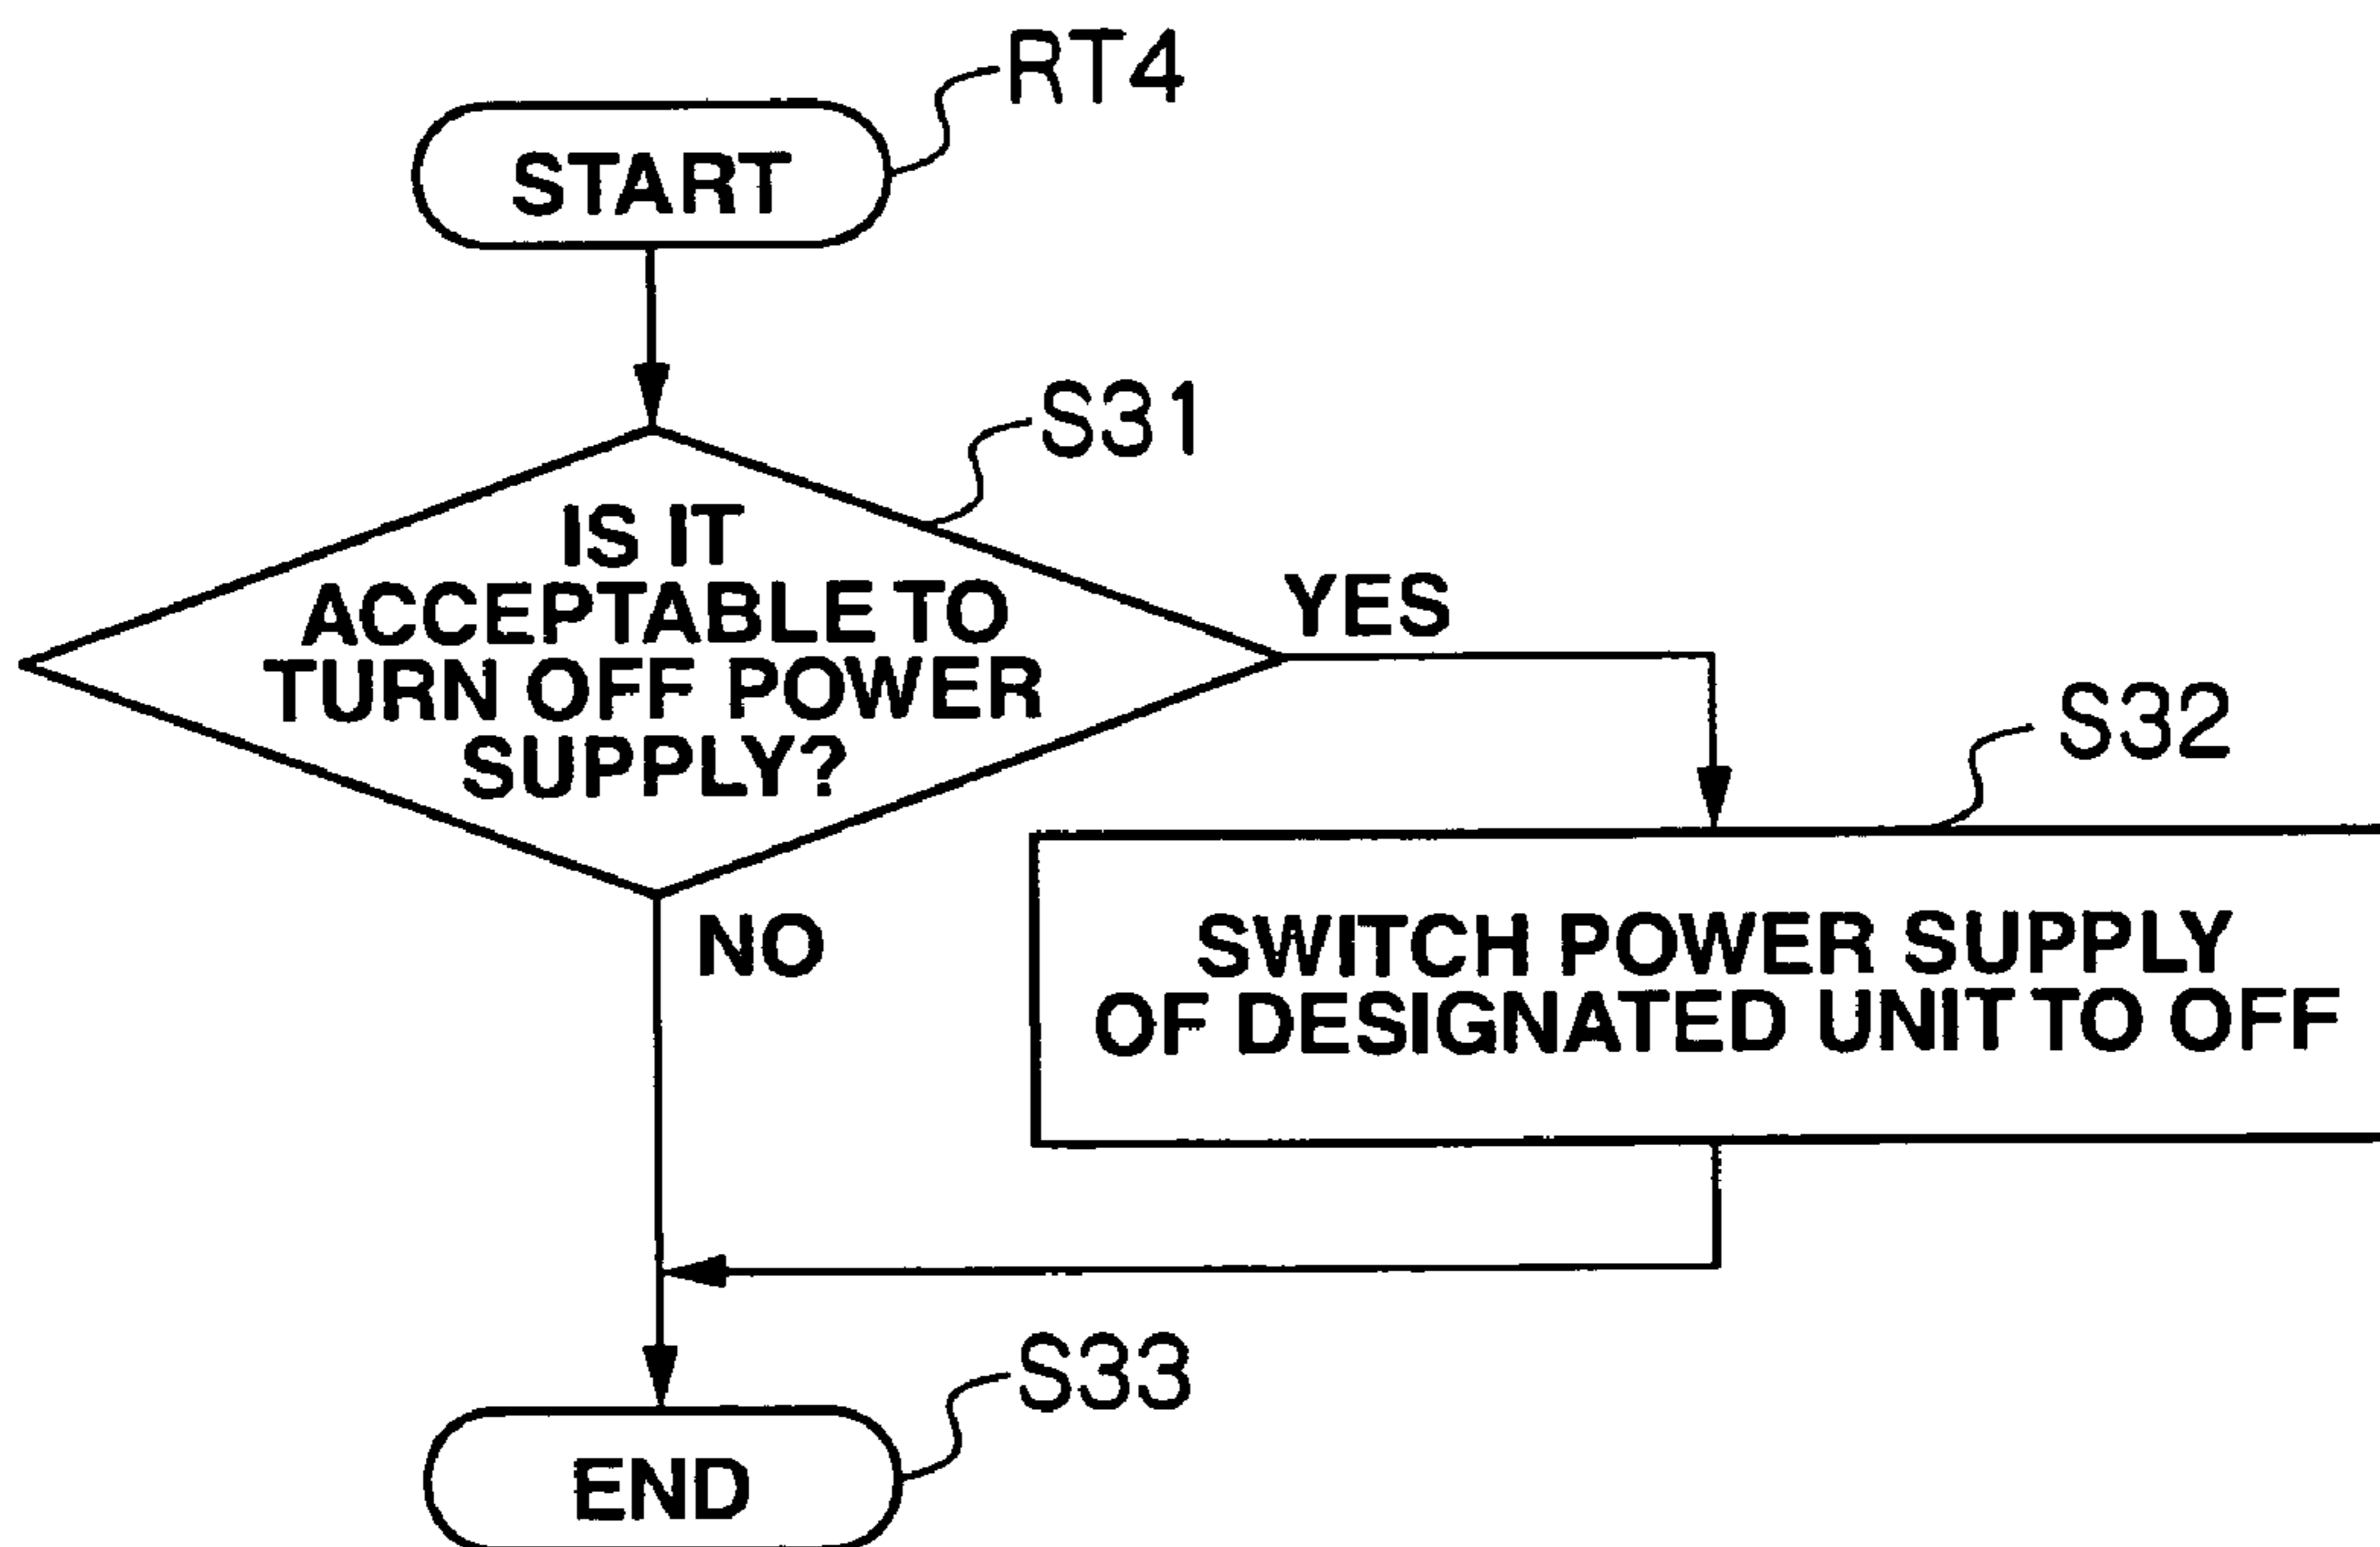 RT4
START
S31
IS IT
ACCEPTABLE TO
TURN OFF POWER
SUPPLY?
YES
S32
NO
SWITCH POWER SUPPLY
OF DESIGNATED UNIT TO OFF
S33
END